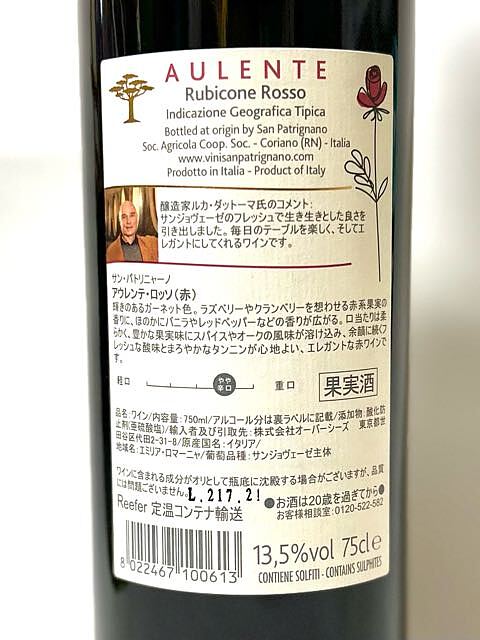 AULENTE
Rubicone Rosso
Indicazione Geografica Tipica
Bottled at origin by San Patrignano
Soc. Agricola Coop. Soc. - Coriano (RN) - Italia
www.vinisanpatrignano.com
Prodotto in Italia - Product of Italy
醸造家ルカ・ダットーマ氏のコメント:
サンジョヴェーゼのフレッシュで生き生きとした良さを
引き出しました。毎日のテーブルを楽しく、そしてエ
レガントにしてくれるワインです。
サン・パトリニャーノ
アウレンテ・ロッソ(赤)
輝きのあるガーネット色。ラズベリーやクランベリーを想わせる赤系果実の
香りに、ほのかにバニラやレッドペッパーなどの香りが広がる。口当たりは柔
らかく、豊かな果実味にスパイスやオークの風味が溶け込み、余韻に続くフ
レッシュな酸味とまろやかなタンニンが心地よい、エレガントな赤ワインで
す。
軽口 やや辛口 重口
果実酒
品名:ワイン/内容量:750ml/アルコール分は裏ラベルに記載/添加物:酸化防
止剤(亜硫酸塩)/輸入者及び引取先:株式会社オーバーシーズ 東京都世
田谷区代田2-31-8/原産国名:イタリア/
地域名:エミリア・ロマーニャ/葡萄品種:サンジョヴェーゼ主体
ワインに含まれる成分がオリとして瓶底に沈殿する場合がございますが、品質
には問題ございません。L.217.21
●お酒は20歳を過ぎてから●
お客様相談室:0120-522-582
Reefer 定温コンテナ輸送
8 022467 100613
13,5%vol 75cl e
CONTIENE SOLFITI - CONTAINS SULPHITES